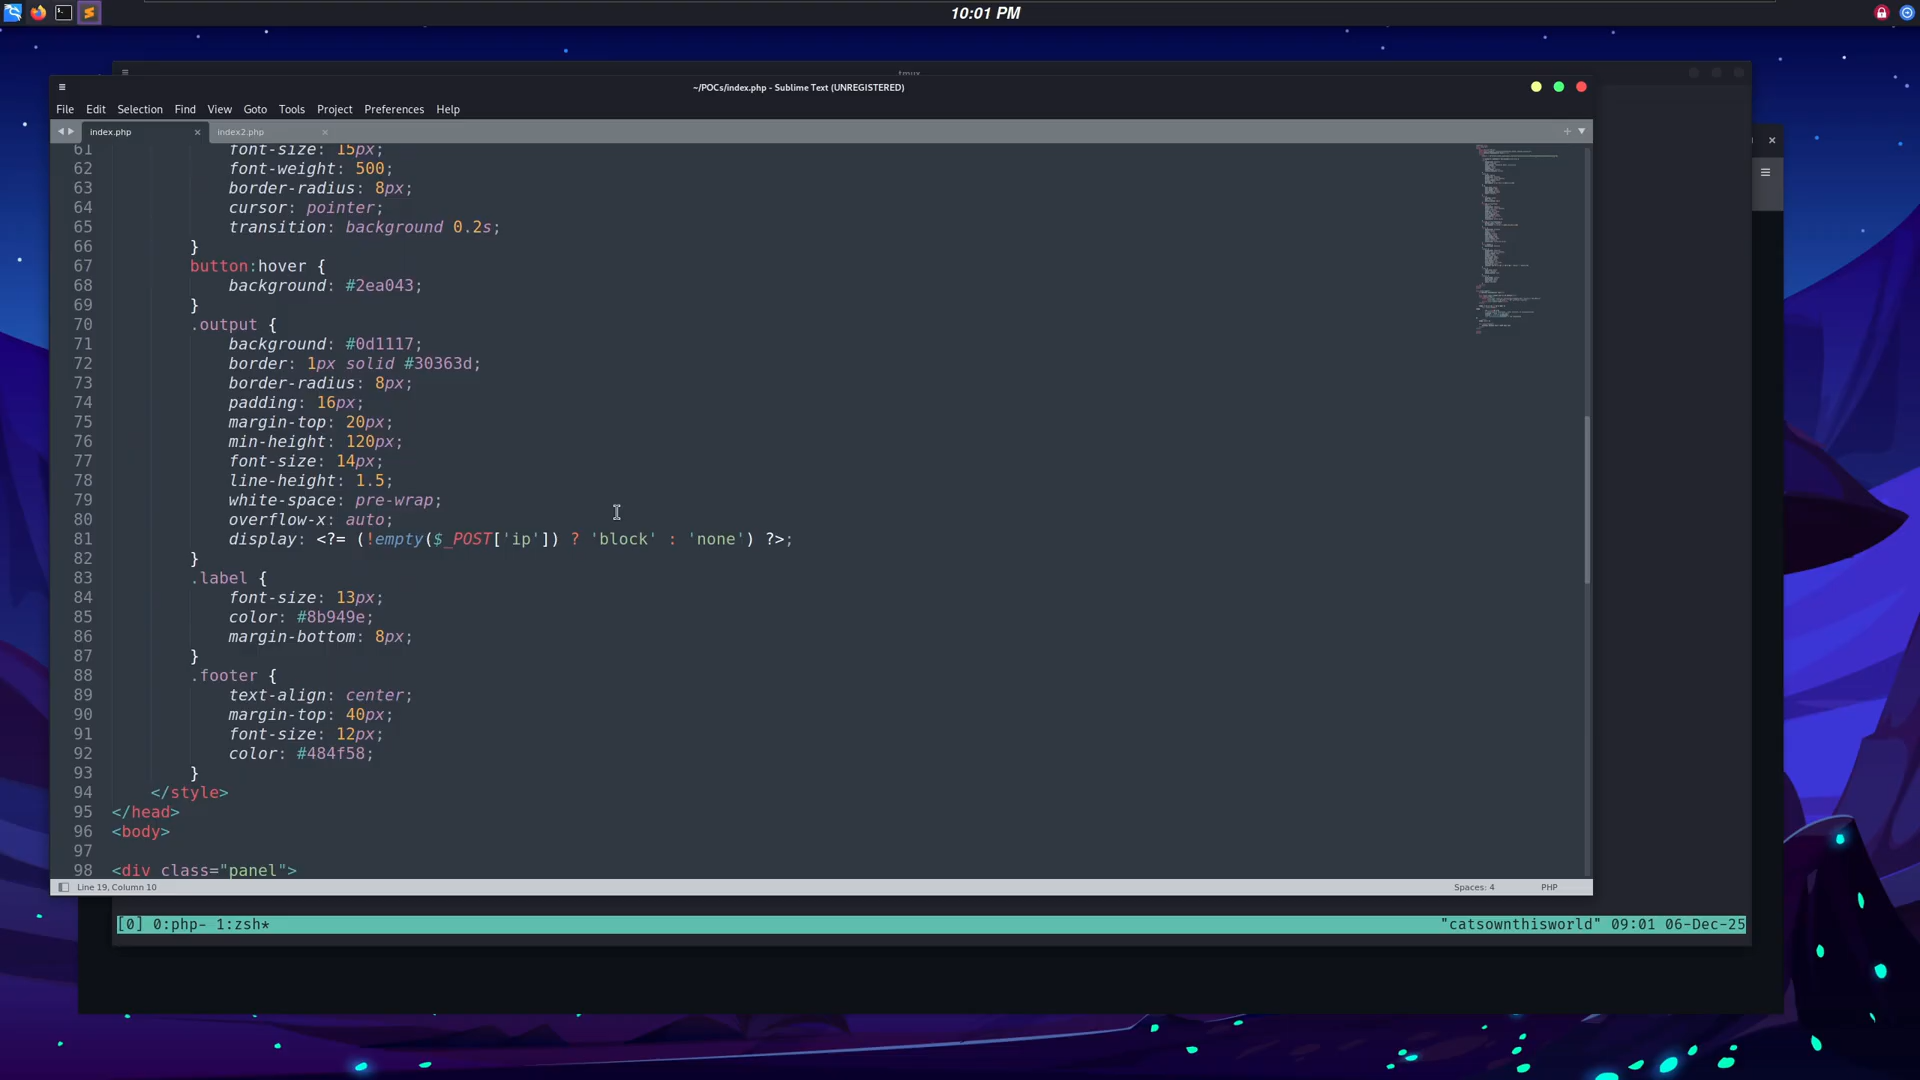 10:01 PM
tmux
~/POCs/index.php - Sublime Text (UNREGISTERED)
File Edit Selection Find View Goto Tools Project Preferences Help
index.php index2.php
61 font-size: 15px;
62 font-weight: 500;
63 border-radius: 8px;
64 cursor: pointer;
65 transition: background 0.2s;
66 }
67 button:hover {
68 background: #2ea043;
69 }
70 .output {
71 background: #0d1117;
72 border: 1px solid #30363d;
73 border-radius: 8px;
74 padding: 16px;
75 margin-top: 20px;
76 min-height: 120px;
77 font-size: 14px;
78 line-height: 1.5;
79 white-space: pre-wrap;
80 overflow-x: auto;
81 display: <?= (!empty($_POST['ip']) ? 'block' : 'none') ?>;
82 }
83 .label {
84 font-size: 13px;
85 color: #8b949e;
86 margin-bottom: 8px;
87 }
88 .footer {
89 text-align: center;
90 margin-top: 40px;
91 font-size: 12px;
92 color: #484f58;
93 }
94 </style>
95 </head>
96 <body>
97
98 <div class="panel">
Line 19, Column 10 Spaces: 4 PHP
[0] 0:php- 1:zsh* "catsownthisworld" 09:01 06-Dec-25